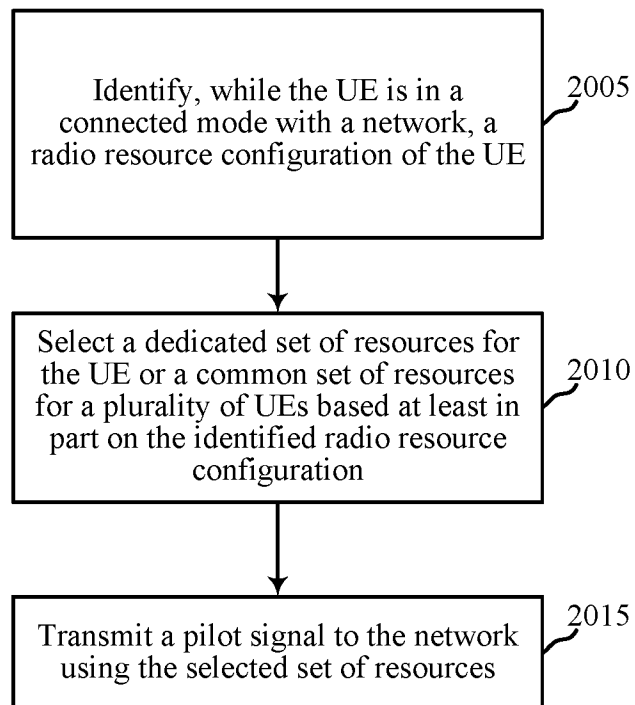 Identify, while the UE is in a
connected mode with a network, a
radio resource configuration of the UE
2005
Select a dedicated set of resources for
the UE or a common set of resources
for a plurality of UEs based at least in
part on the identified radio resource
configuration
2010
Transmit a pilot signal to the network
using the selected set of resources
2015